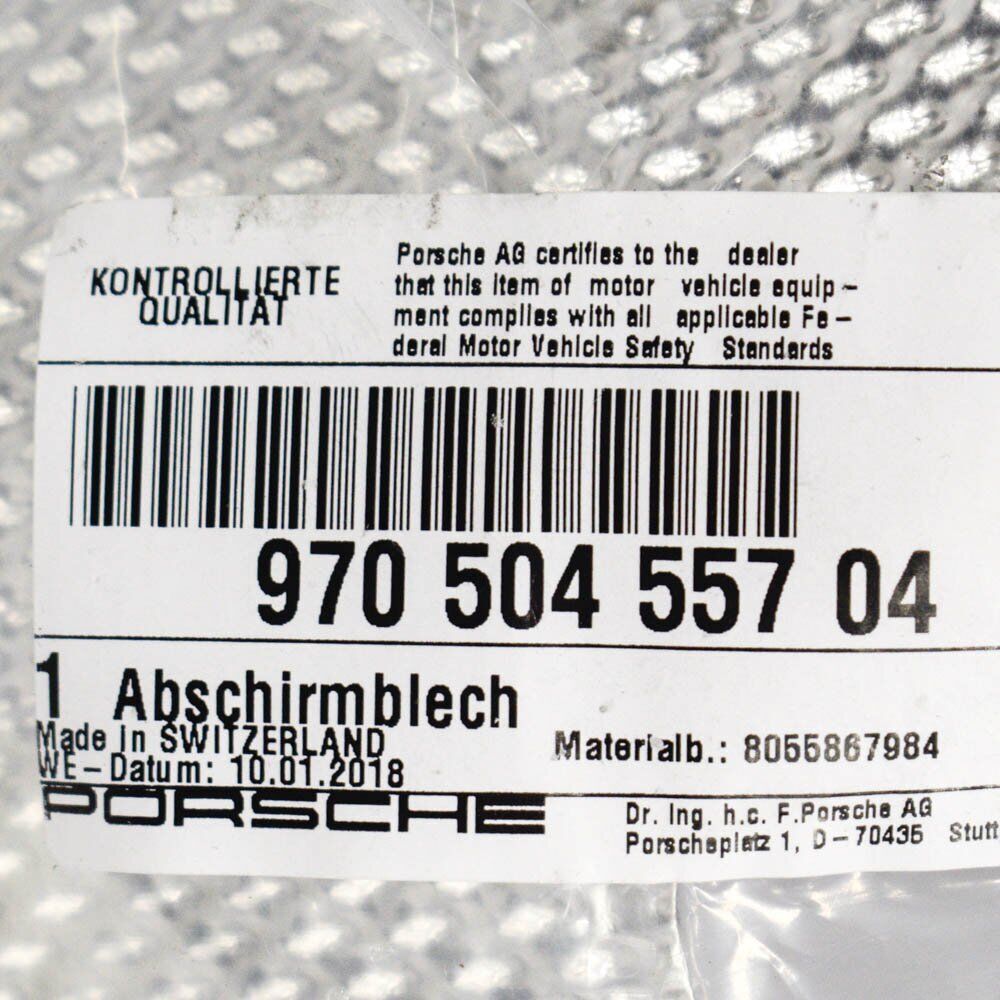 KONTROLLIERTE
QUALITÄT
Porsche AG certifies to the dealer
that this item of motor vehicle equip-
ment complies with all applicable Fe-
deral Motor Vehicle Safety Standards
970 504 557 04
1 Abschirmblech
Made in SWITZERLAND
WE-Datum: 10.01.2018
Materialb.: 8055867984
PORSCHE
Dr. Ing. h.c. F.Porsche AG
Porscheplatz 1, D-70435 Stutt